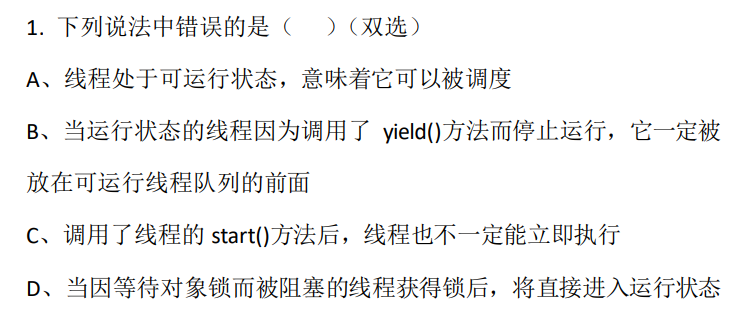 1. 下列说法中错误的是（    ）（双选）
A、线程处于可运行状态，意味着它可以被调度
B、当运行状态的线程因为调用了 yield()方法而停止运行，它一定被
放在可运行线程队列的前面
C、调用了线程的 start()方法后，线程也不一定能立即执行
D、当因等待对象锁而被阻塞的线程获得锁后，将直接进入运行状态